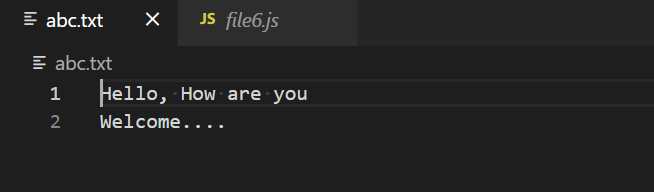 abc.txt
JS file6.js
abc.txt
1 Hello, How are you
2 Welcome....